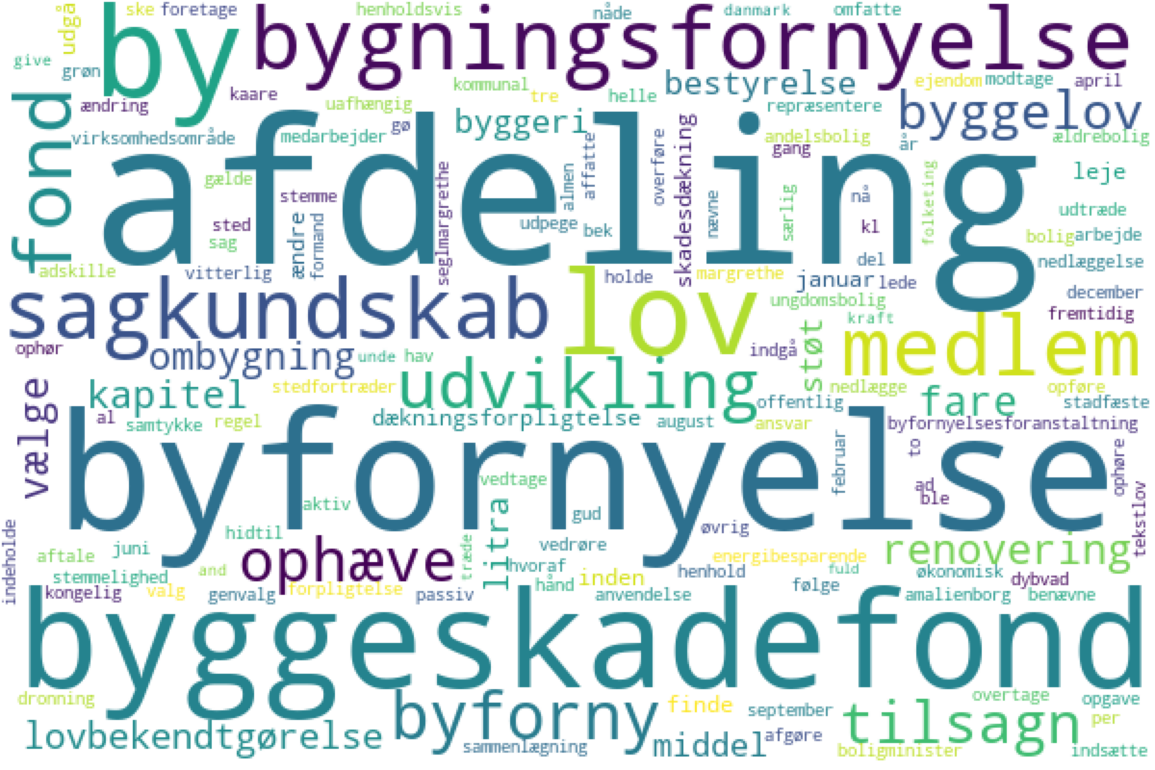 ske foretage henholdsvis nåde danmark omfatte
udgå by bygningsfornyelse
give grøn kommunal bestyrelse ejendom modtage april
fond ændring kaare uafhængig tre helle repræsentere byggelov
virksomhedsområde medarbejder gø byggeri andelsbolig ældrebolig
afdeling
gælde stemme seglmargrethe almen affatte overføre skadesdækning gang år folketing leje
sted ændre formand udpege bek nævne særlig nå kl udtræde
sag bolig arbejde
adskille vitterlig holde margrethe januar del lede nedlæggelse
sagkundskab lov ungdomsbolig december
kraft fremtidig
ophør ombygning unde hav indgå støt medlem
vælge kapitel stedfortræder udvikling nedlægge fare opføre
offentlig stadfæste
al samtykke regel dækningsforpligtelse august ansvar byfornyelsesforanstaltning
byfornyelse
februar to ophøre
aktiv vedtage gud ad ble
indeholde hidtil litra øvrig tekstlov
aftale juni ophæve træde hvoraf vedrøre energibesparende renovering
stemmelighed and hånd inden henhold fuld økonomisk dybvad
kongelig valg genvalg forpligtelse passiv anvendelse følge amalienborg benævne
byggeskadefond
dronning byforny finde overtage opgave
september tilsagn per
lovbekendtgørelse sammenlægning middel afgøre boligminister indsætte